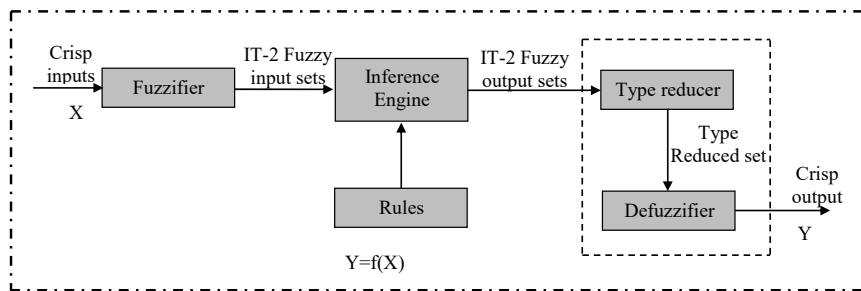 Crisp
inputs
X
Fuzzifier
IT-2 Fuzzy
input sets
Inference
Engine
Rules
IT-2 Fuzzy
output sets
Type reducer
Type
Reduced set
Defuzzifier
Crisp
output
Y
Y=f(X)